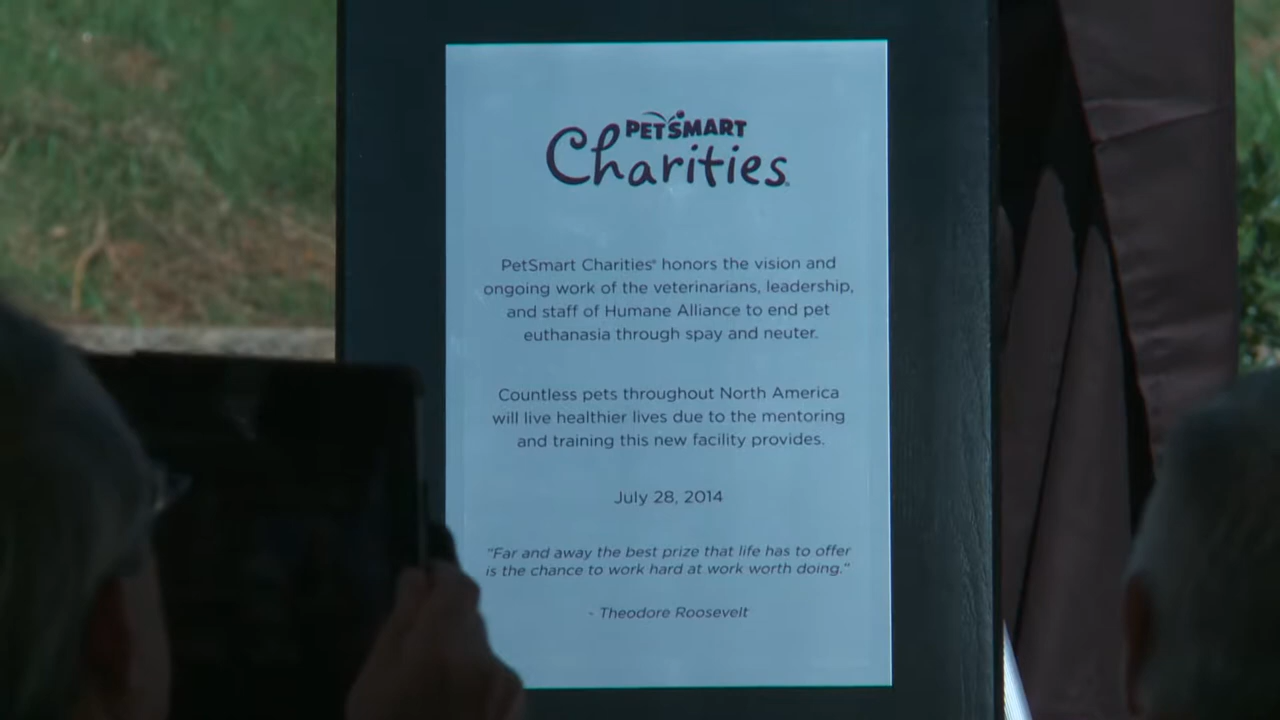 PETSMART
Charities
PetSmart Charities® honors the vision and
ongoing work of the veterinarians, leadership,
and staff of Humane Alliance to end pet
euthanasia through spay and neuter.
Countless pets throughout North America
will live healthier lives due to the mentoring
and training this new facility provides.
July 28, 2014
"Far and away the best prize that life has to offer
is the chance to work hard at work worth doing."
- Theodore Roosevelt